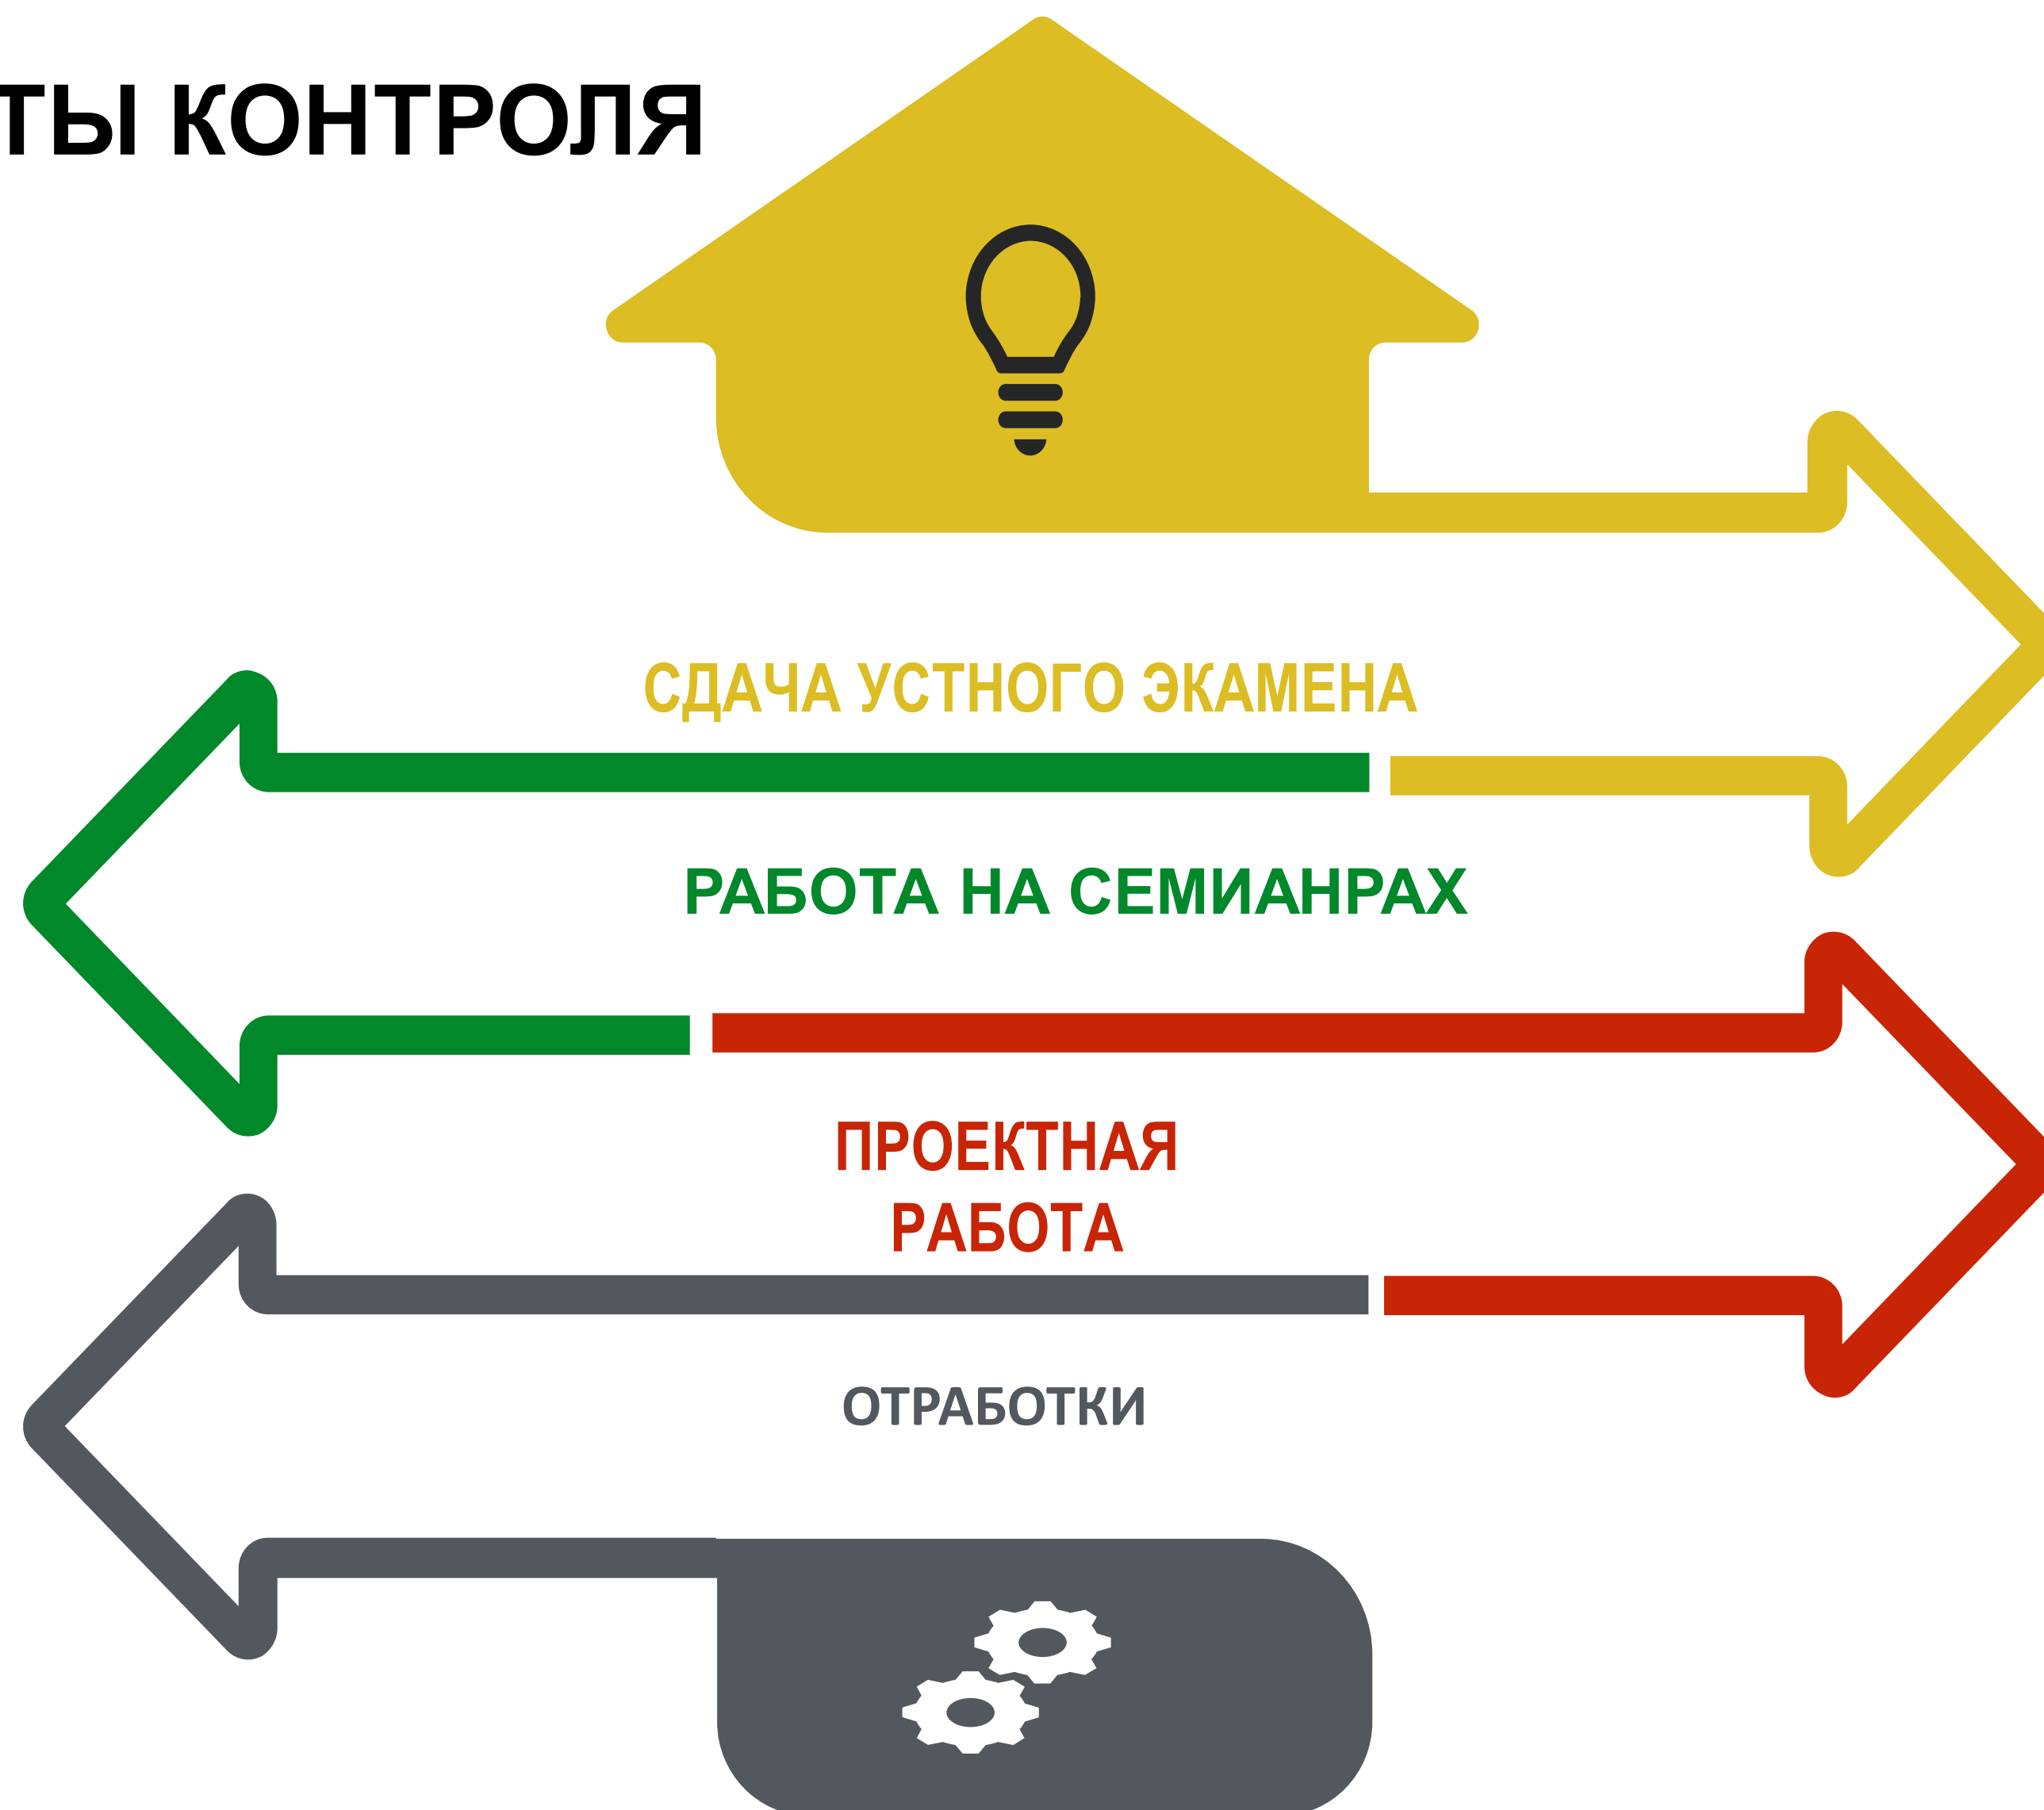 ТЫ КОНТРОЛЯ
СДАЧА УСТНОГО ЭКАМЕНА
РАБОТА НА СЕМИАНРАХ
ПРОЕКТНАЯ
РАБОТА
ОТРАБОТКИ